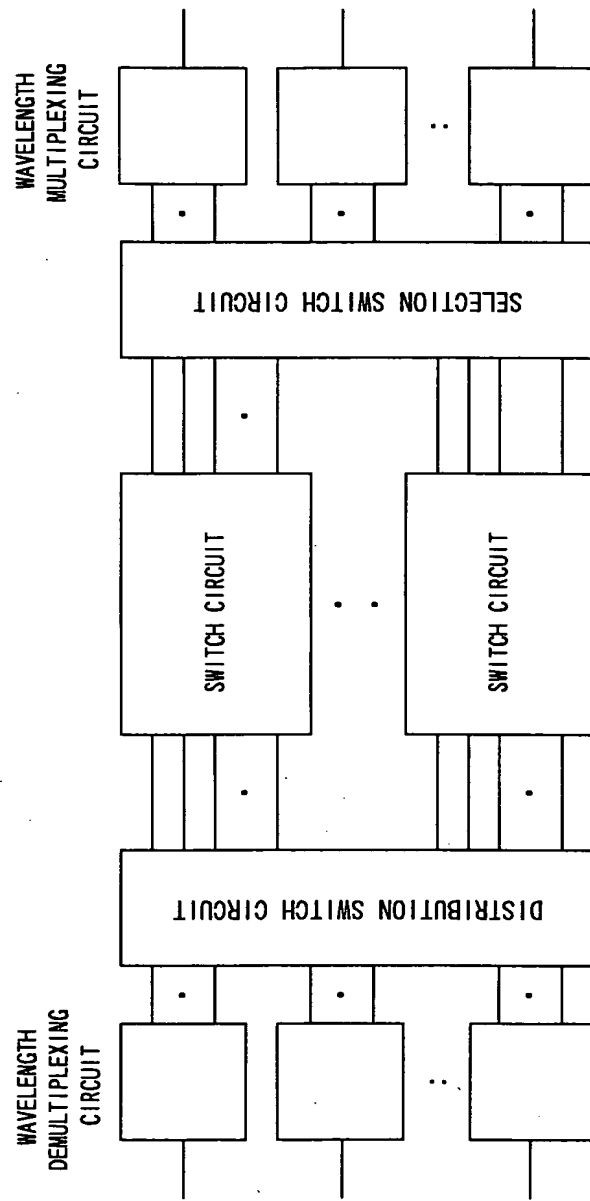 WAVELENGTH
DEMULTIPLEXING
CIRCUIT
DISTRIBUTION SWITCH CIRCUIT
SWITCH CIRCUIT
SWITCH CIRCUIT
SELECTION SWITCH CIRCUIT
WAVELENGTH
MULTIPLEXING
CIRCUIT